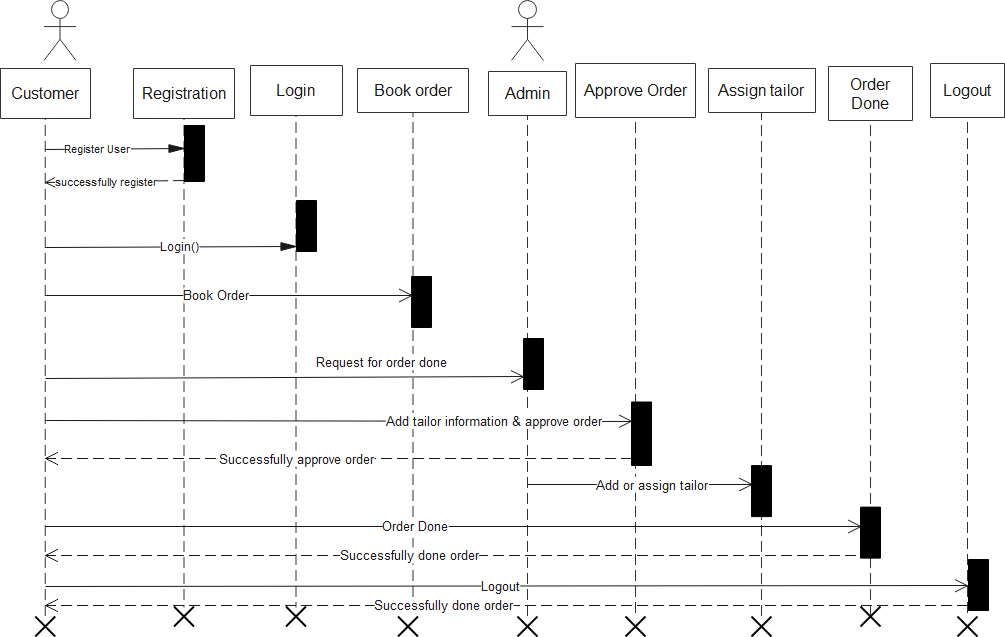 Customer
Registration
Login
Book order
Admin
Approve Order
Assign tailor
Order
Done
Logout
Register User
successfully register
Login()
Book Order
Request for order done
Add tailor information & approve order
Successfully approve order
Add or assign tailor
Order Done
Successfully done order
Logout
Successfully done order